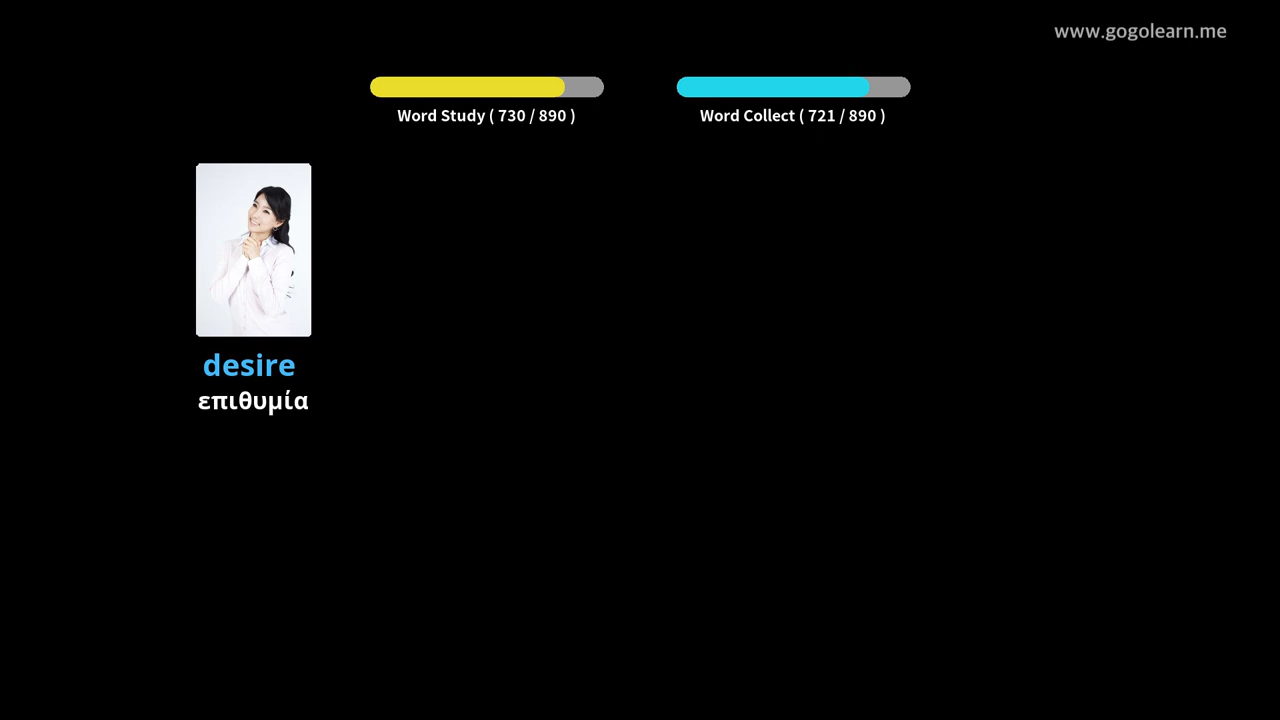 www.gogolearn.me
Word Study ( 730 / 890 )
Word Collect ( 721 / 890 )
desire
επιθυμία